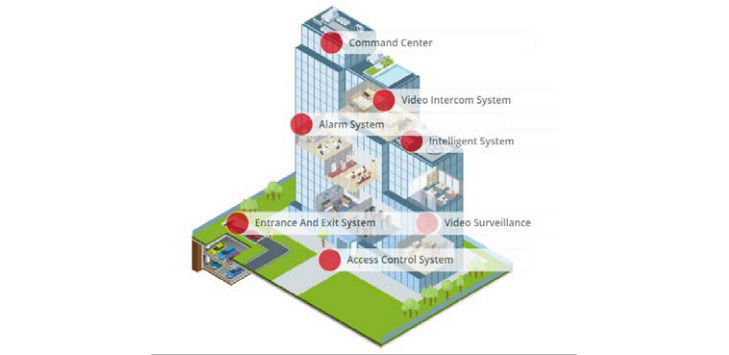 Command Center
Video Intercom System
Alarm System
Intelligent System
Entrance And Exit System
Video Surveillance
Access Control System